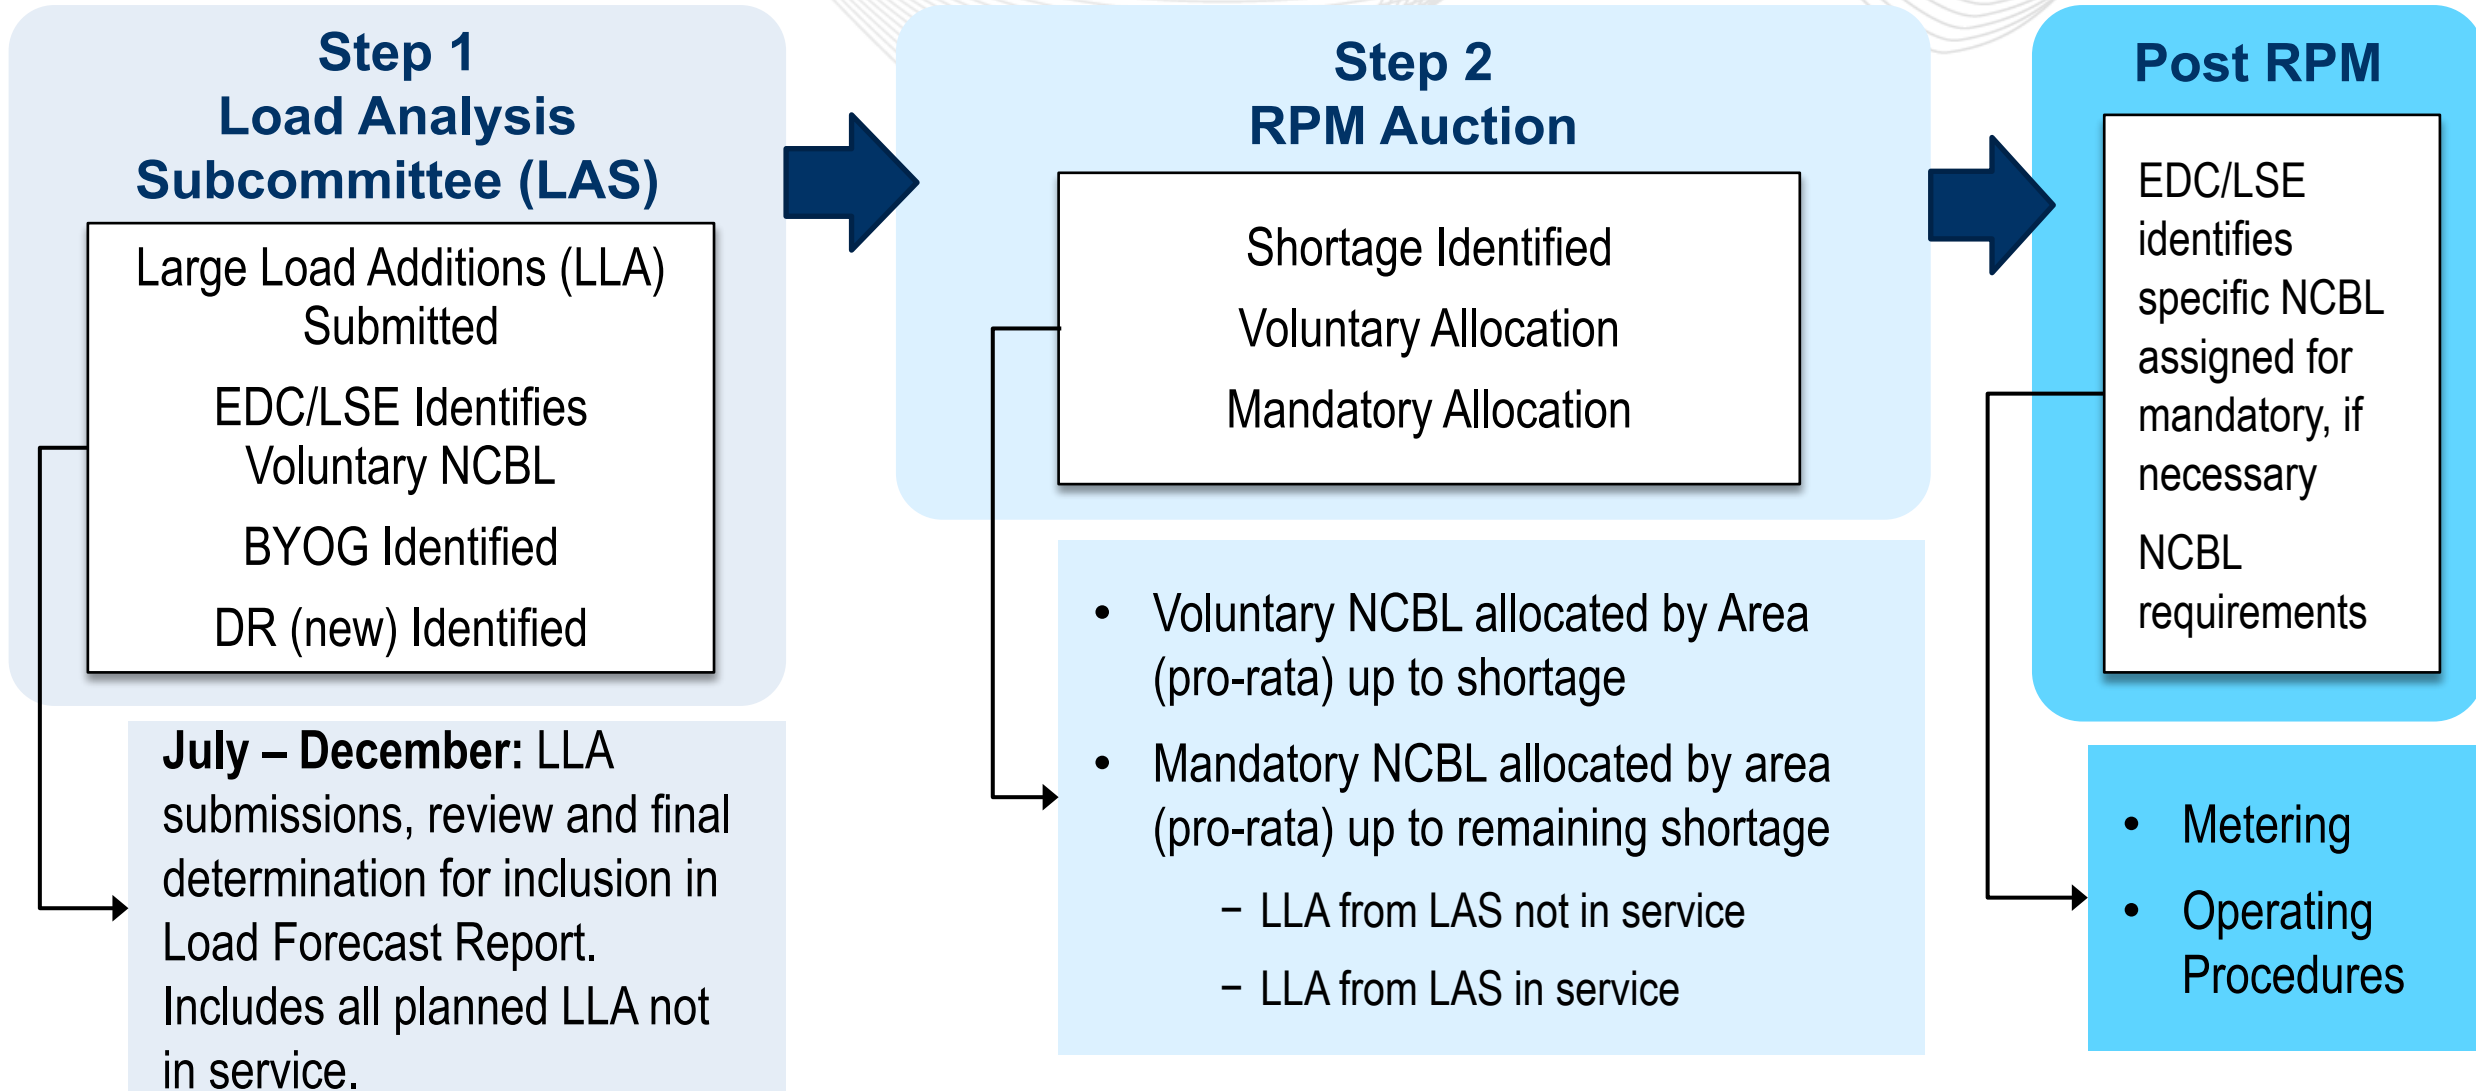 Step 1
Load Analysis
Subcommittee (LAS)
Large Load Additions (LLA)
Submitted
EDC/LSE Identifies
Voluntary NCBL
BYOG Identified
DR (new) Identified
July – December: LLA
submissions, review and final
determination for inclusion in
Load Forecast Report.
Includes all planned LLA not
in service.
Step 2
RPM Auction
Shortage Identified
Voluntary Allocation
Mandatory Allocation
• Voluntary NCBL allocated by Area
(pro-rata) up to shortage
• Mandatory NCBL allocated by area
(pro-rata) up to remaining shortage
− LLA from LAS not in service
− LLA from LAS in service
Post RPM
EDC/LSE
identifies
specific NCBL
assigned for
mandatory, if
necessary
NCBL
requirements
• Metering
• Operating
Procedures